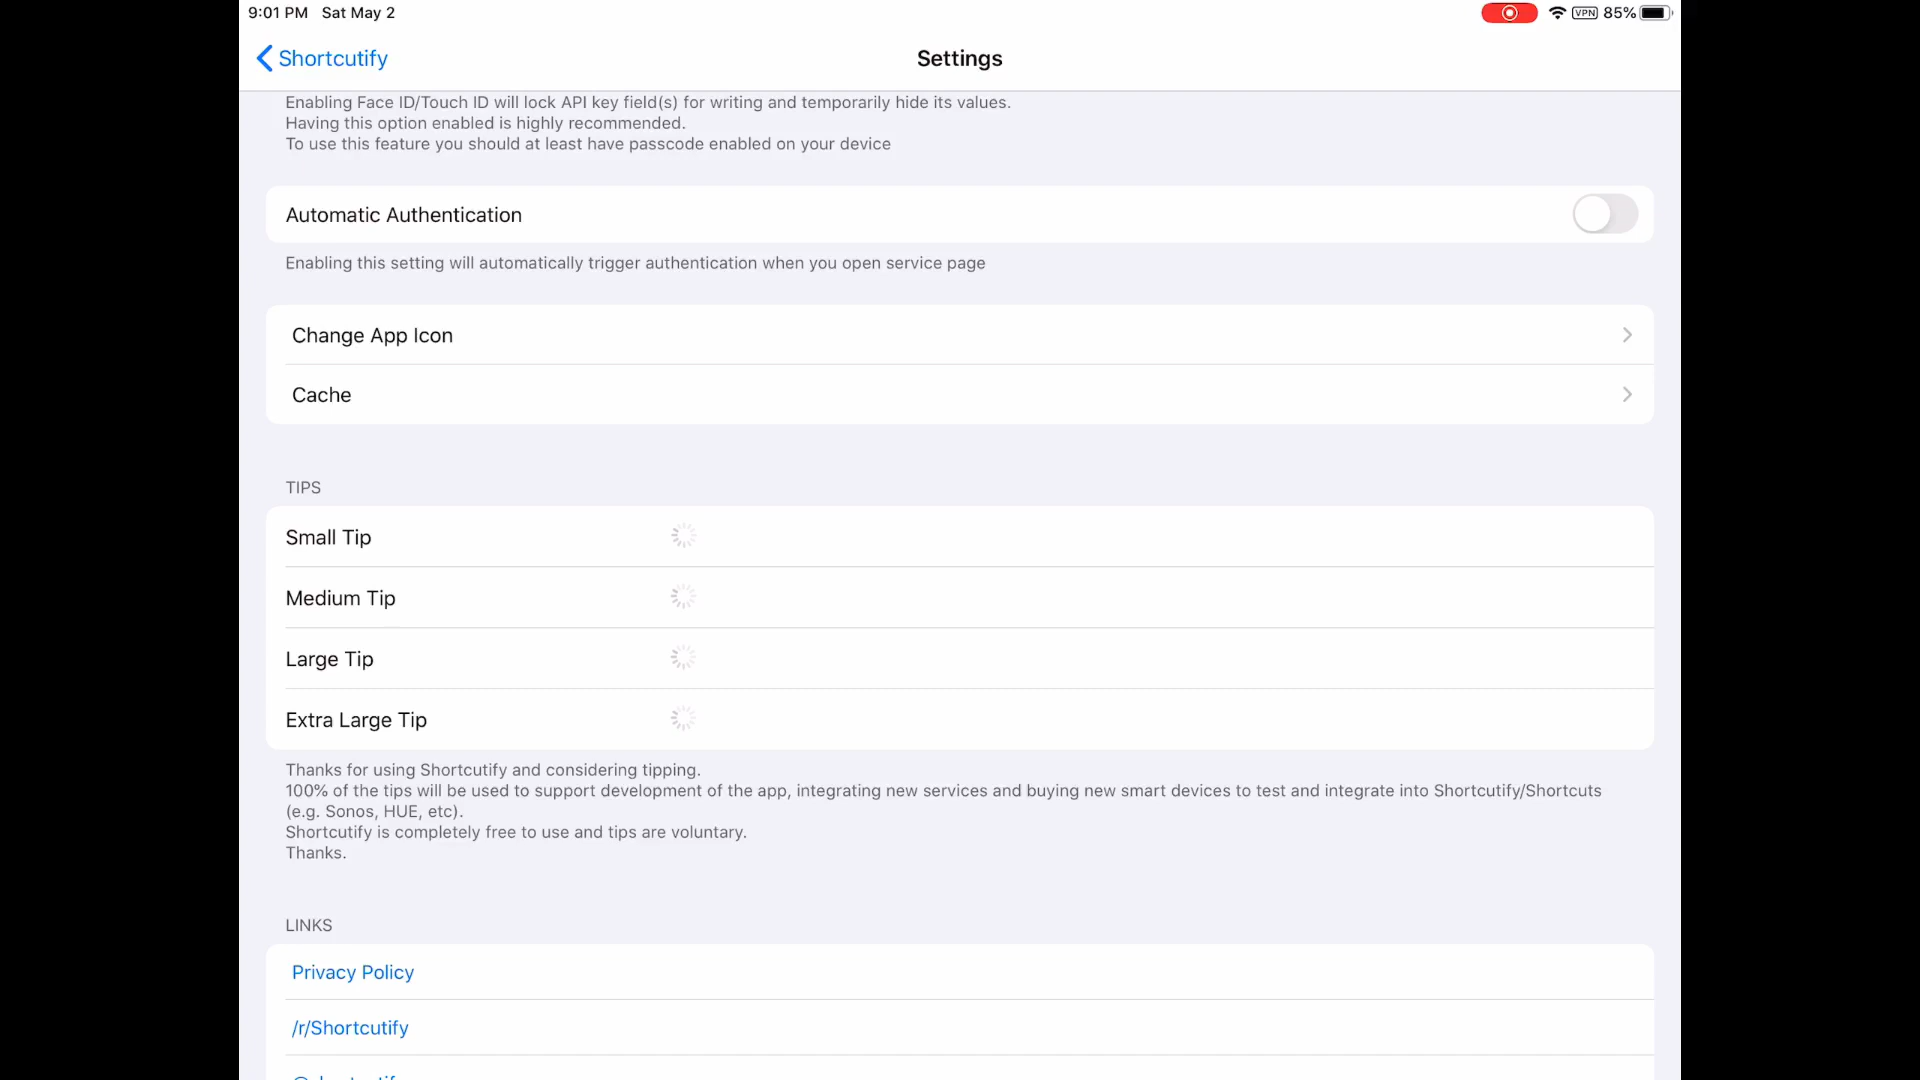 9:01 PM Sat May 2
VPN 85%
Shortcutify
Settings
Enabling Face ID/Touch ID will lock API key field(s) for writing and temporarily hide its values.
Having this option enabled is highly recommended.
To use this feature you should at least have passcode enabled on your device
Automatic Authentication
Enabling this setting will automatically trigger authentication when you open service page
Change App Icon
Cache
TIPS
Small Tip
Medium Tip
Large Tip
Extra Large Tip
Thanks for using Shortcutify and considering tipping.
100% of the tips will be used to support development of the app, integrating new services and buying new smart devices to test and integrate into Shortcutify/Shortcuts
(e.g. Sonos, HUE, etc).
Shortcutify is completely free to use and tips are voluntary.
Thanks.
LINKS
Privacy Policy
/r/Shortcutify